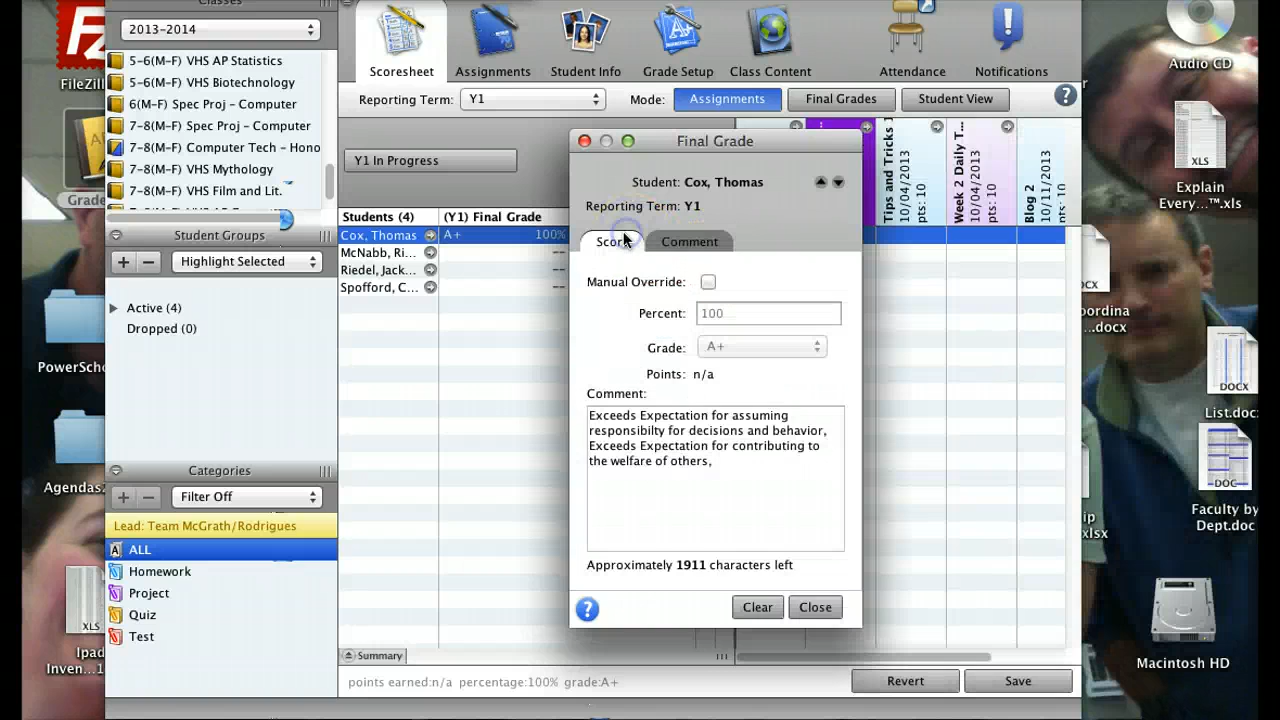 Classes
2013-2014
5-6(M-F) VHS AP Statistics
5-6(M-F) VHS Biotechnology
6(M-F) Spec Proj - Computer
7-8(M-F) Spec Proj - Computer
7-8(M-F) Computer Tech - Hono
7-8(M-F) VHS Mythology
7-8(M-F) VHS Film and Lit.
Student Groups
Highlight Selected
Active (4)
Dropped (0)
Categories
Filter Off
Lead: Team McGrath/Rodrigues
ALL
Homework
Project
Quiz
Test
Scoresheet
Assignments
Student Info
Grade Setup
Class Content
Attendance
Notifications
Reporting Term:
Y1
Mode:
Assignments
Final Grades
Student View
?
Y1 In Progress
Students (4)
(Y1) Final Grade
Cox, Thomas
A+
100%
McNabb, Ri...
--
Riedel, Jack...
--
Spofford, C...
--
Tips and Tricks 1
10/04/2013
pts: 10
Week 2 Daily T...
10/04/2013
pts: 10
Blog 2
10/11/2013
pts: 10
Final Grade
Student: Cox, Thomas
Reporting Term: Y1
Score
Comment
Manual Override:
Percent:
100
Grade:
A+
Points: n/a
Comment:
Exceeds Expectation for assuming
responsibilty for decisions and behavior,
Exceeds Expectation for contributing to
the welfare of others,
Approximately 1911 characters left
?
Clear
Close
Summary
points earned:n/a percentage:100% grade:A+
Revert
Save
FileZill
Grade
PowerScho
Agendas2
XLS
Ipad
Inven...1
Audio CD
XLS
Explain
Every...™.xls
OCX
oordina
.docx
DOCX
List.docx
DOC
Faculty by
Dept.doc
ip
xlsx
Macintosh HD